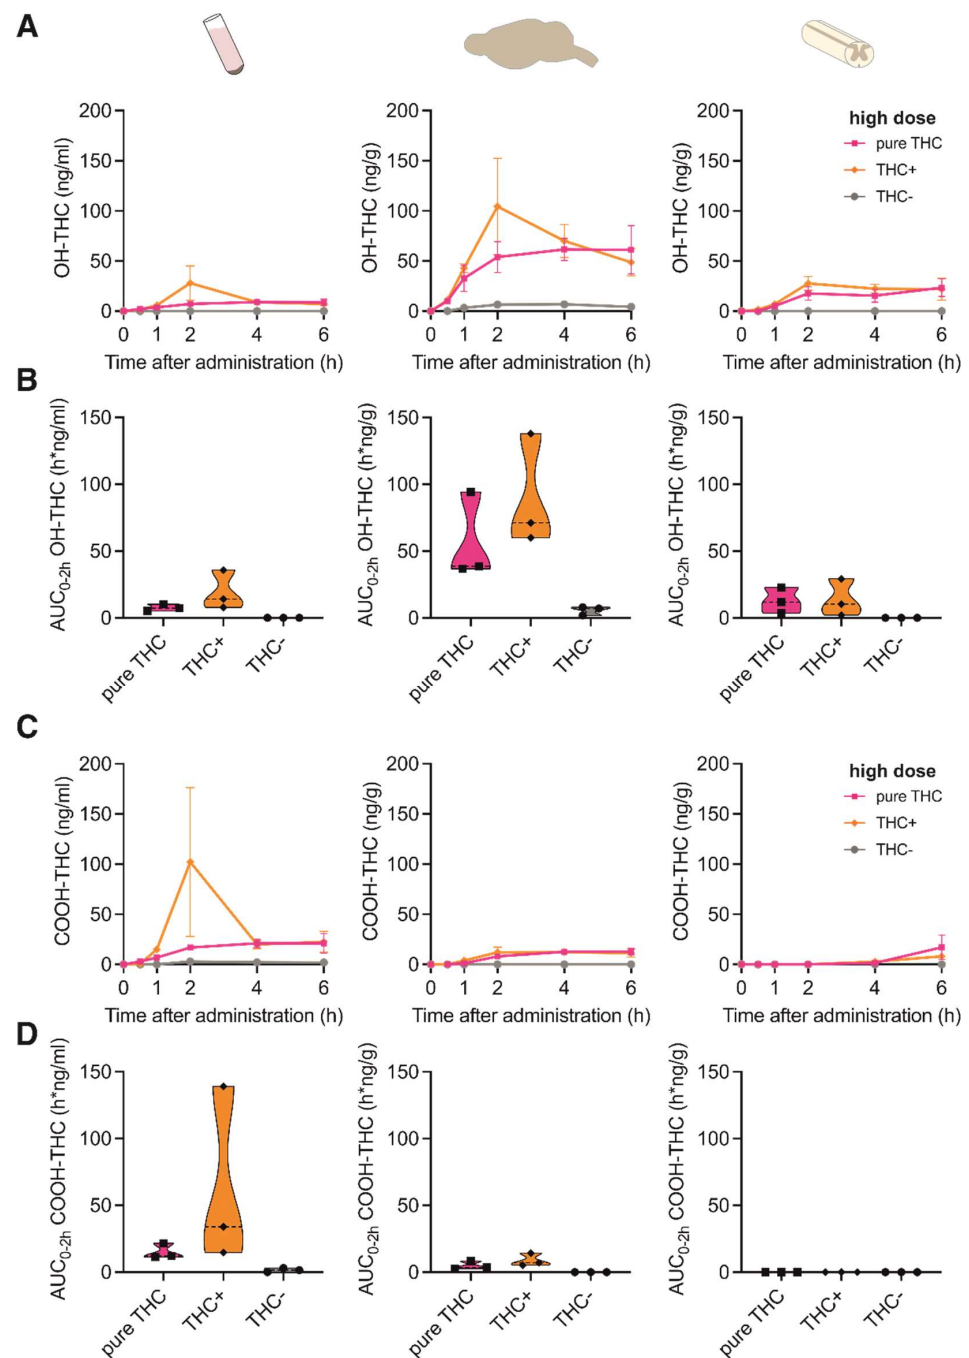 A
200
150
100
50
0
OH-THC (ng/ml)
0 1 2 4 6
Time after administration (h)
200
150
100
50
0
OH-THC (ng/g)
0 1 2 4 6
Time after administration (h)
200
150
100
50
0
OH-THC (ng/g)
0 1 2 4 6
Time after administration (h)
high dose
pure THC
THC+
THC-
B
150
100
50
0
AUC0-2h OH-THC (h*ng/ml)
pure THC
THC+
THC-
150
100
50
0
AUC0-2h OH-THC (h*ng/g)
pure THC
THC+
THC-
150
100
50
0
AUC0-2h OH-THC (h*ng/g)
pure THC
THC+
THC-
C
200
150
100
50
0
COOH-THC (ng/ml)
0 1 2 4 6
Time after administration (h)
200
150
100
50
0
COOH-THC (ng/g)
0 1 2 4 6
Time after administration (h)
200
150
100
50
0
COOH-THC (ng/g)
0 1 2 4 6
Time after administration (h)
high dose
pure THC
THC+
THC-
D
150
100
50
0
AUC0-2h COOH-THC (h*ng/ml)
pure THC
THC+
THC-
150
100
50
0
AUC0-2h COOH-THC (h*ng/g)
pure THC
THC+
THC-
150
100
50
0
AUC0-2h COOH-THC (h*ng/g)
pure THC
THC+
THC-